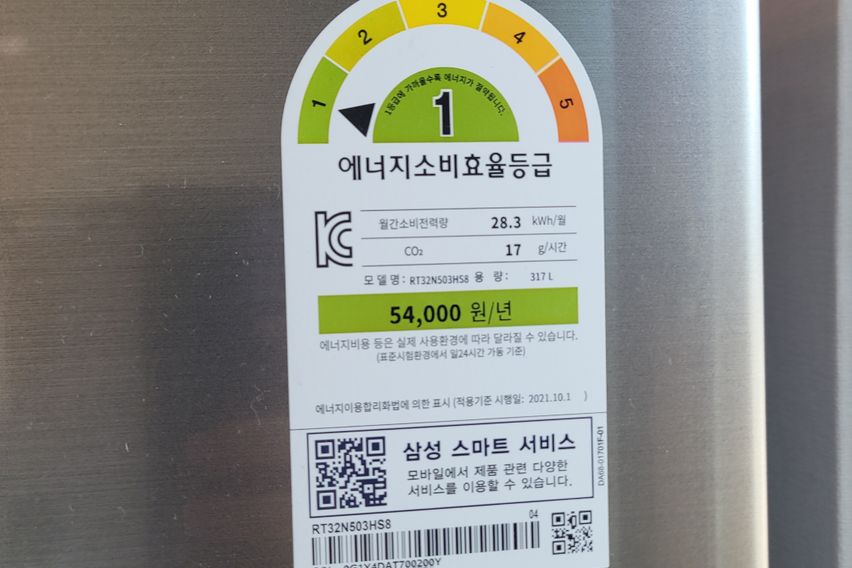 1 2 3 4 5
1등급에 가까울수록 에너지가 절약됩니다.
1
에너지소비효율등급
월간소비전력량 28.3 kWh/월
CO₂ 17 g/시간
모 델 명 : RT32N503HS8 용 량 : 317 L
54,000 원/년
에너지비용 등은 실제 사용환경에 따라 달라질 수 있습니다.
(표준시험환경에서 일24시간 가동 기준)
에너지이용합리화법에 의한 표시 (적용기준 시행일: 2021.10.1 )
삼성 스마트 서비스
모바일에서 제품 관련 다양한
서비스를 이용할 수 있습니다.
DA68-01701F-01
RT32N503HS8 04